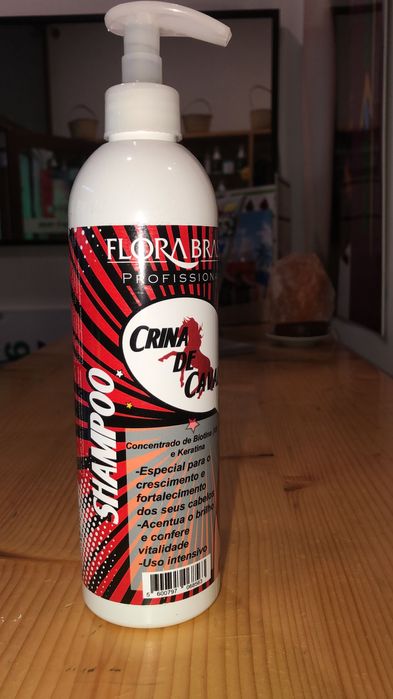 FLORA BRA
PROFISSIONA
CRINA
DE
CAVA
SHAMPOO
Concentrado de Biotina
e Keratina
-Especial para o
crescimento e
fortalecimento
dos seus cabelos
-Acentua o brilho
e confere
vitalidade
-Uso intensivo